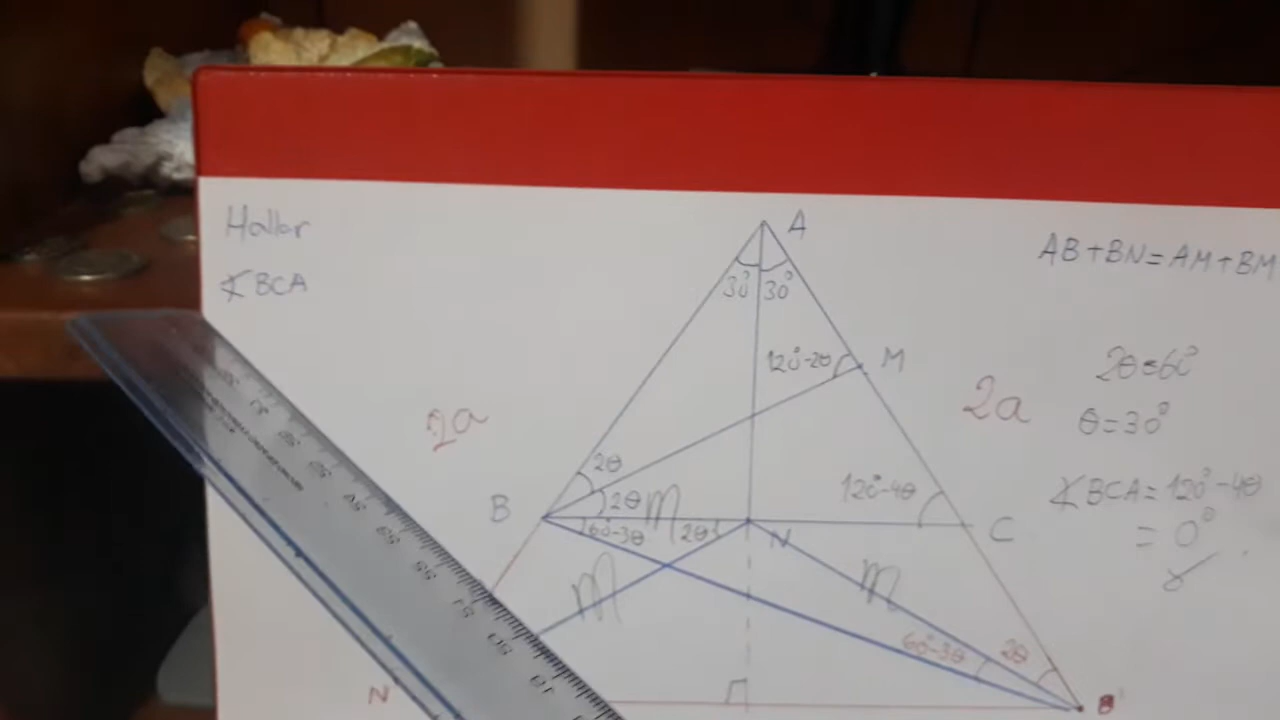 Hallar
∢BCA
A
30° 30°
AB+BN=AM+BM
120°-2θ
M
2θ=60°
θ=30°
2a
2a
2θ
2θ
m
120°-4θ
∢BCA=120°-4θ
=0°
B
60°-3θ
2θ
N
C
m
m
60°-3θ
2θ
N'
B'